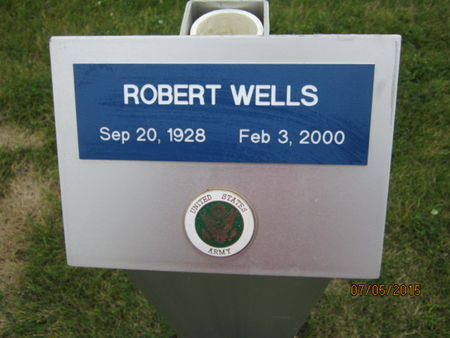 ROBERT WELLS
Sep 20, 1928 Feb 3, 2000
UNITED STATES
ARMY
07/05/2015